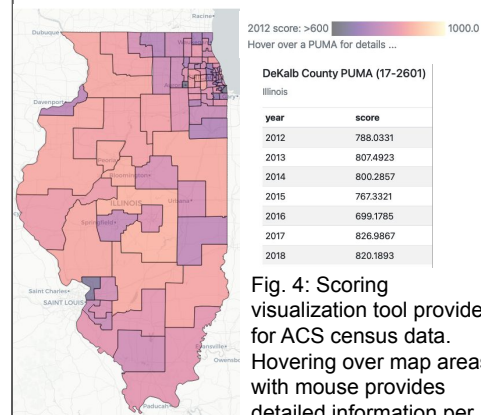 Racine
Dubuque
Davenport
Peoria
Bloomington
ILLINOIS
Urbana
Springfield
Saint Charles
SAINT LOUIS
Evansville
Owensbo
Paducah
2012 score: >600
1000.0
Hover over a PUMA for details ...
DeKalb County PUMA (17-2601)
Illinois
year score
2012 788.0331
2013 807.4923
2014 800.2857
2015 767.3321
2016 699.1785
2017 826.9867
2018 820.1893
Fig. 4: Scoring
visualization tool provide
for ACS census data.
Hovering over map areas
with mouse provides
detailed information per